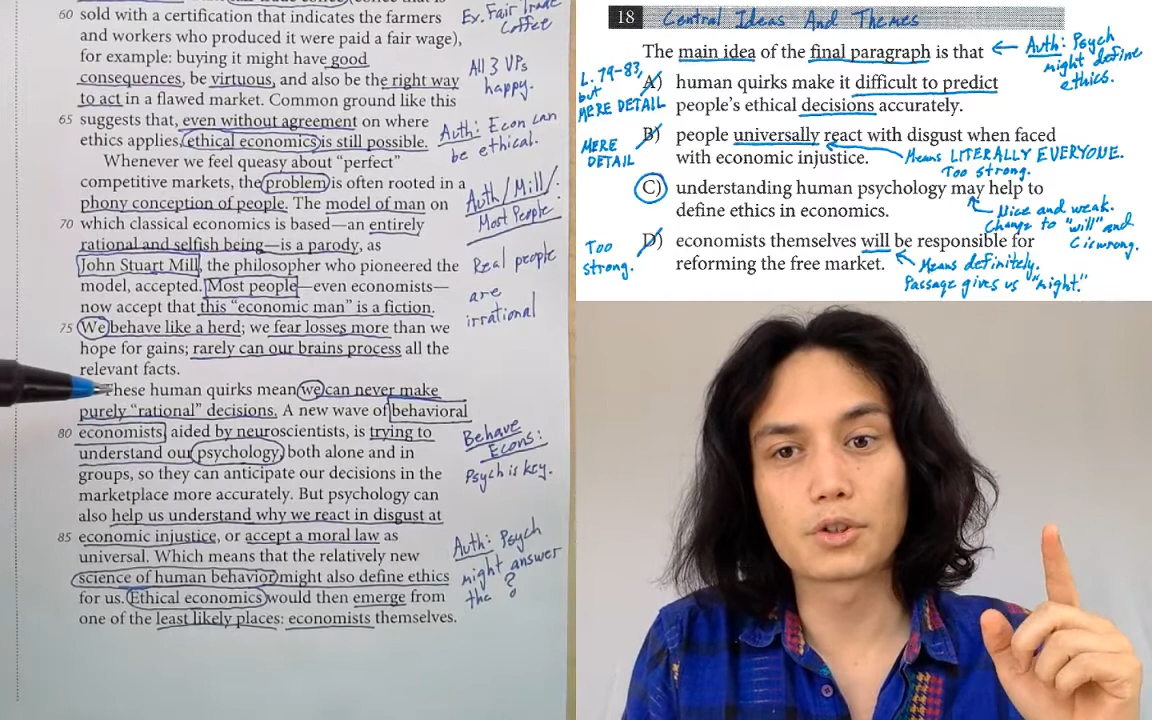 60 sold with a certification that indicates the farmers
and workers who produced it were paid a fair wage),
for example: buying it might have good
consequences, be virtuous, and also be the right way
to act in a flawed market. Common ground like this
65 suggests that, even without agreement on where
ethics applies, ethical economics is still possible.
Whenever we feel queasy about “perfect”
competitive markets, the problem is often rooted in a
phony conception of people. The model of man on
70 which classical economics is based—an entirely
rational and selfish being—is a parody, as
John Stuart Mill, the philosopher who pioneered the
model, accepted. Most people—even economists—
now accept that this “economic man” is a fiction.
75 We behave like a herd; we fear losses more than we
hope for gains; rarely can our brains process all the
relevant facts.
These human quirks mean we can never make
purely “rational” decisions. A new wave of behavioral
80 economists, aided by neuroscientists, is trying to
understand our psychology, both alone and in
groups, so they can anticipate our decisions in the
marketplace more accurately. But psychology can
also help us understand why we react in disgust at
85 economic injustice, or accept a moral law as
universal. Which means that the relatively new
science of human behavior might also define ethics
for us. Ethical economics would then emerge from
one of the least likely places: economists themselves.
Ex. Fair Trade
Coffee
All 3 VPs
happy.
Auth: Econ can
be ethical.
Auth/Mill/
Most People:
Real people
are
irrational
Behave
Econs:
Psych is key.
Auth: Psych
might answer
the ?
18 Central Ideas And Themes
The main idea of the final paragraph is that
Auth: Psych
might define
ethics.
L. 79-83,
but
MERE DETAIL
A) human quirks make it difficult to predict
people’s ethical decisions accurately.
MERE
DETAIL
B) people universally react with disgust when faced
with economic injustice.
Means LITERALLY EVERYONE.
Too strong.
C) understanding human psychology may help to
define ethics in economics.
Nice and weak.
Change to "will" and
C is wrong.
Too
strong.
D) economists themselves will be responsible for
reforming the free market.
Means definitely.
Passage gives us "might."